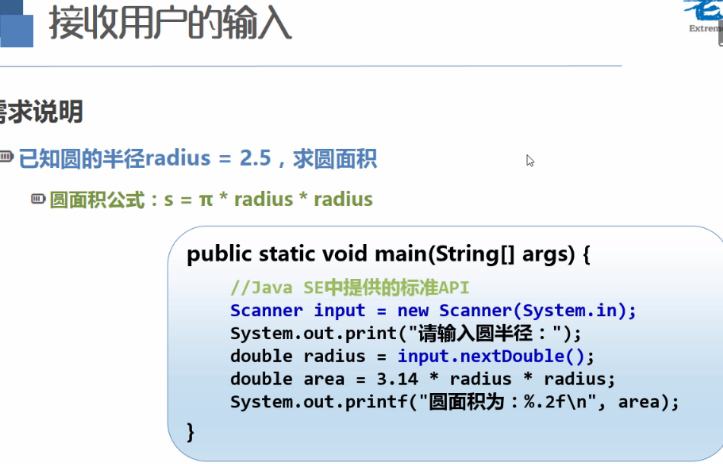 接收用户的输入
Extrem
需求说明
已知圆的半径radius = 2.5，求圆面积
圆面积公式：s = π * radius * radius
public static void main(String[] args) {
//Java SE中提供的标准API
Scanner input = new Scanner(System.in);
System.out.print("请输入圆半径：");
double radius = input.nextDouble();
double area = 3.14 * radius * radius;
System.out.printf("圆面积为：%.2f\n", area);
}